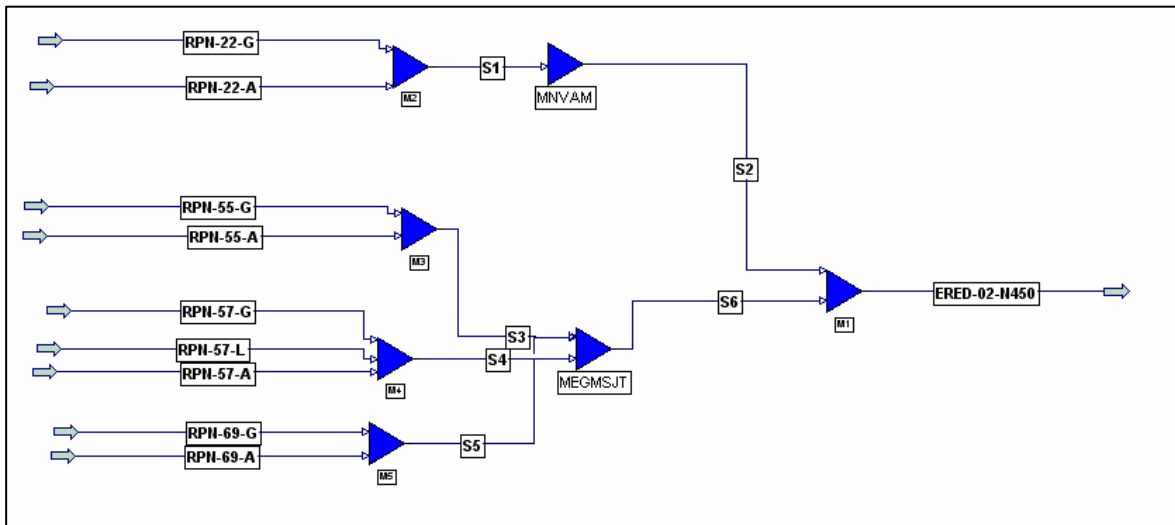 RPN-22-G
RPN-22-A
M2
S1
MNVAM
S2
RPN-55-G
RPN-55-A
M3
RPN-57-G
RPN-57-L
RPN-57-A
M4
S3
S4
MEGMSJT
S6
M1
ERED-02-N450
RPN-69-G
RPN-69-A
M5
S5